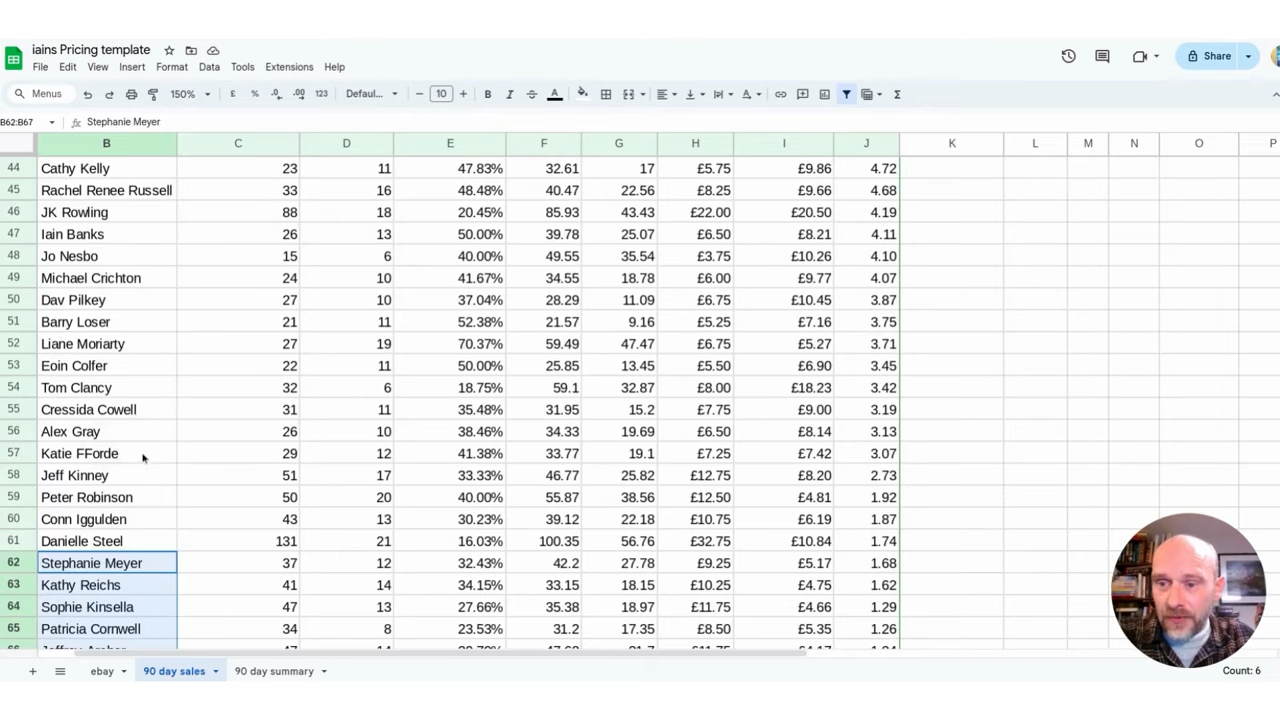 iains Pricing template
File Edit View Insert Format Data Tools Extensions Help
Share
Menus 150% £ % .0 .00 123 Defaul... − 10 + B I S A Σ
B62:B67 fx Stephanie Meyer
B C D E F G H I J K L M N O P
44 Cathy Kelly 23 11 47.83% 32.61 17 £5.75 £9.86 4.72
45 Rachel Renee Russell 33 16 48.48% 40.47 22.56 £8.25 £9.66 4.68
46 JK Rowling 88 18 20.45% 85.93 43.43 £22.00 £20.50 4.19
47 Iain Banks 26 13 50.00% 39.78 25.07 £6.50 £8.21 4.11
48 Jo Nesbo 15 6 40.00% 49.55 35.54 £3.75 £10.26 4.10
49 Michael Crichton 24 10 41.67% 34.55 18.78 £6.00 £9.77 4.07
50 Dav Pilkey 27 10 37.04% 28.29 11.09 £6.75 £10.45 3.87
51 Barry Loser 21 11 52.38% 21.57 9.16 £5.25 £7.16 3.75
52 Liane Moriarty 27 19 70.37% 59.49 47.47 £6.75 £5.27 3.71
53 Eoin Colfer 22 11 50.00% 25.85 13.45 £5.50 £6.90 3.45
54 Tom Clancy 32 6 18.75% 59.1 32.87 £8.00 £18.23 3.42
55 Cressida Cowell 31 11 35.48% 31.95 15.2 £7.75 £9.00 3.19
56 Alex Gray 26 10 38.46% 34.33 19.69 £6.50 £8.14 3.13
57 Katie FForde 29 12 41.38% 33.77 19.1 £7.25 £7.42 3.07
58 Jeff Kinney 51 17 33.33% 46.77 25.82 £12.75 £8.20 2.73
59 Peter Robinson 50 20 40.00% 55.87 38.56 £12.50 £4.81 1.92
60 Conn Iggulden 43 13 30.23% 39.12 22.18 £10.75 £6.19 1.87
61 Danielle Steel 131 21 16.03% 100.35 56.76 £32.75 £10.84 1.74
62 Stephanie Meyer 37 12 32.43% 42.2 27.78 £9.25 £5.17 1.68
63 Kathy Reichs 41 14 34.15% 33.15 18.15 £10.25 £4.75 1.62
64 Sophie Kinsella 47 13 27.66% 35.38 18.97 £11.75 £4.66 1.29
65 Patricia Cornwell 34 8 23.53% 31.2 17.35 £8.50 £5.35 1.26
+ ebay 90 day sales 90 day summary Count: 6